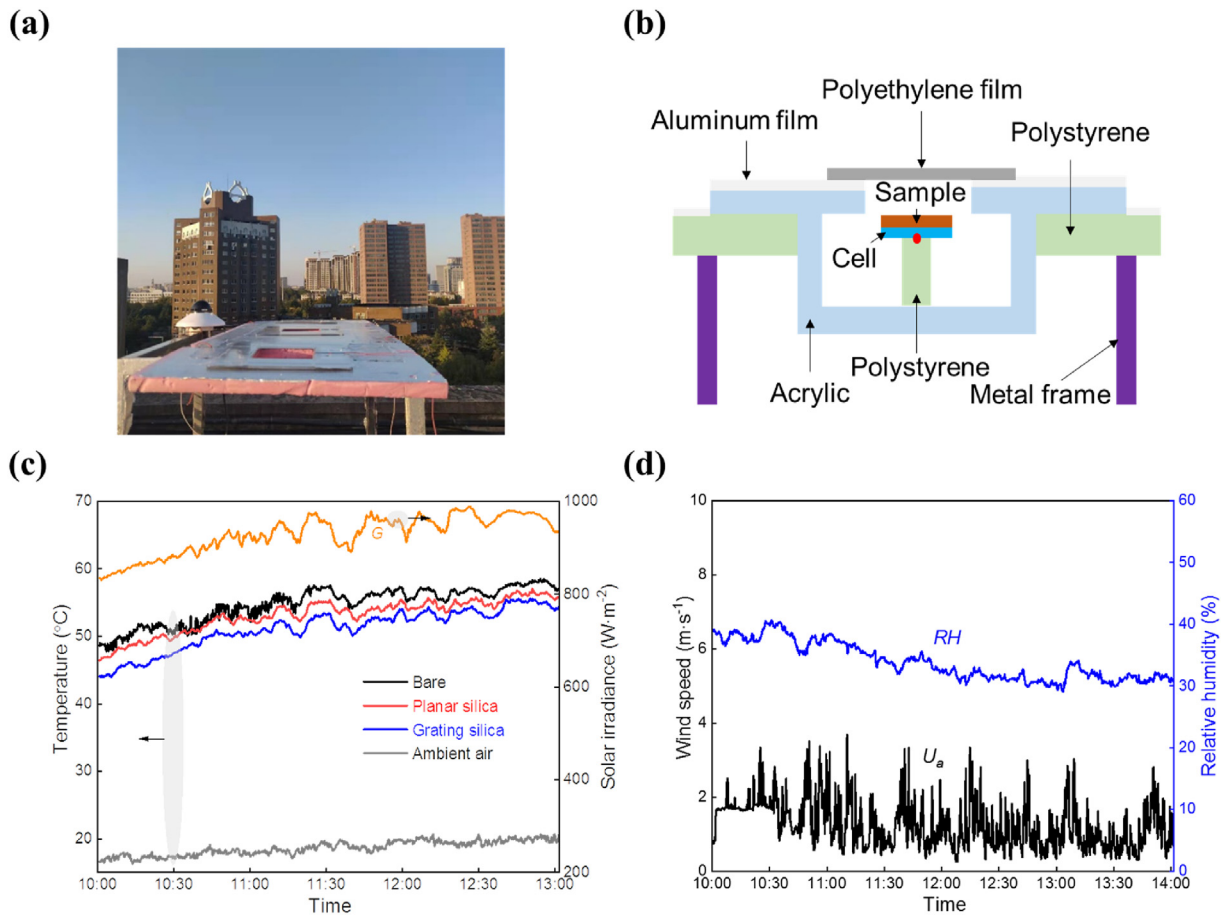 (a)
(b)
Polyethylene film
Aluminum film
Polystyrene
Sample
Cell
Polystyrene
Acrylic
Metal frame
(c)
70
60
50
40
30
20
Temperature (°C)
1000
800
600
400
200
Solar irradiance (W·m⁻²)
G
Bare
Planar silica
Grating silica
Ambient air
10:00 10:30 11:00 11:30 12:00 12:30 13:00
Time
(d)
10
8
6
4
2
0
Wind speed (m·s⁻¹)
60
50
40
30
20
10
0
Relative humidity (%)
RH
Uₐ
10:00 10:30 11:00 11:30 12:00 12:30 13:00 13:30 14:00
Time